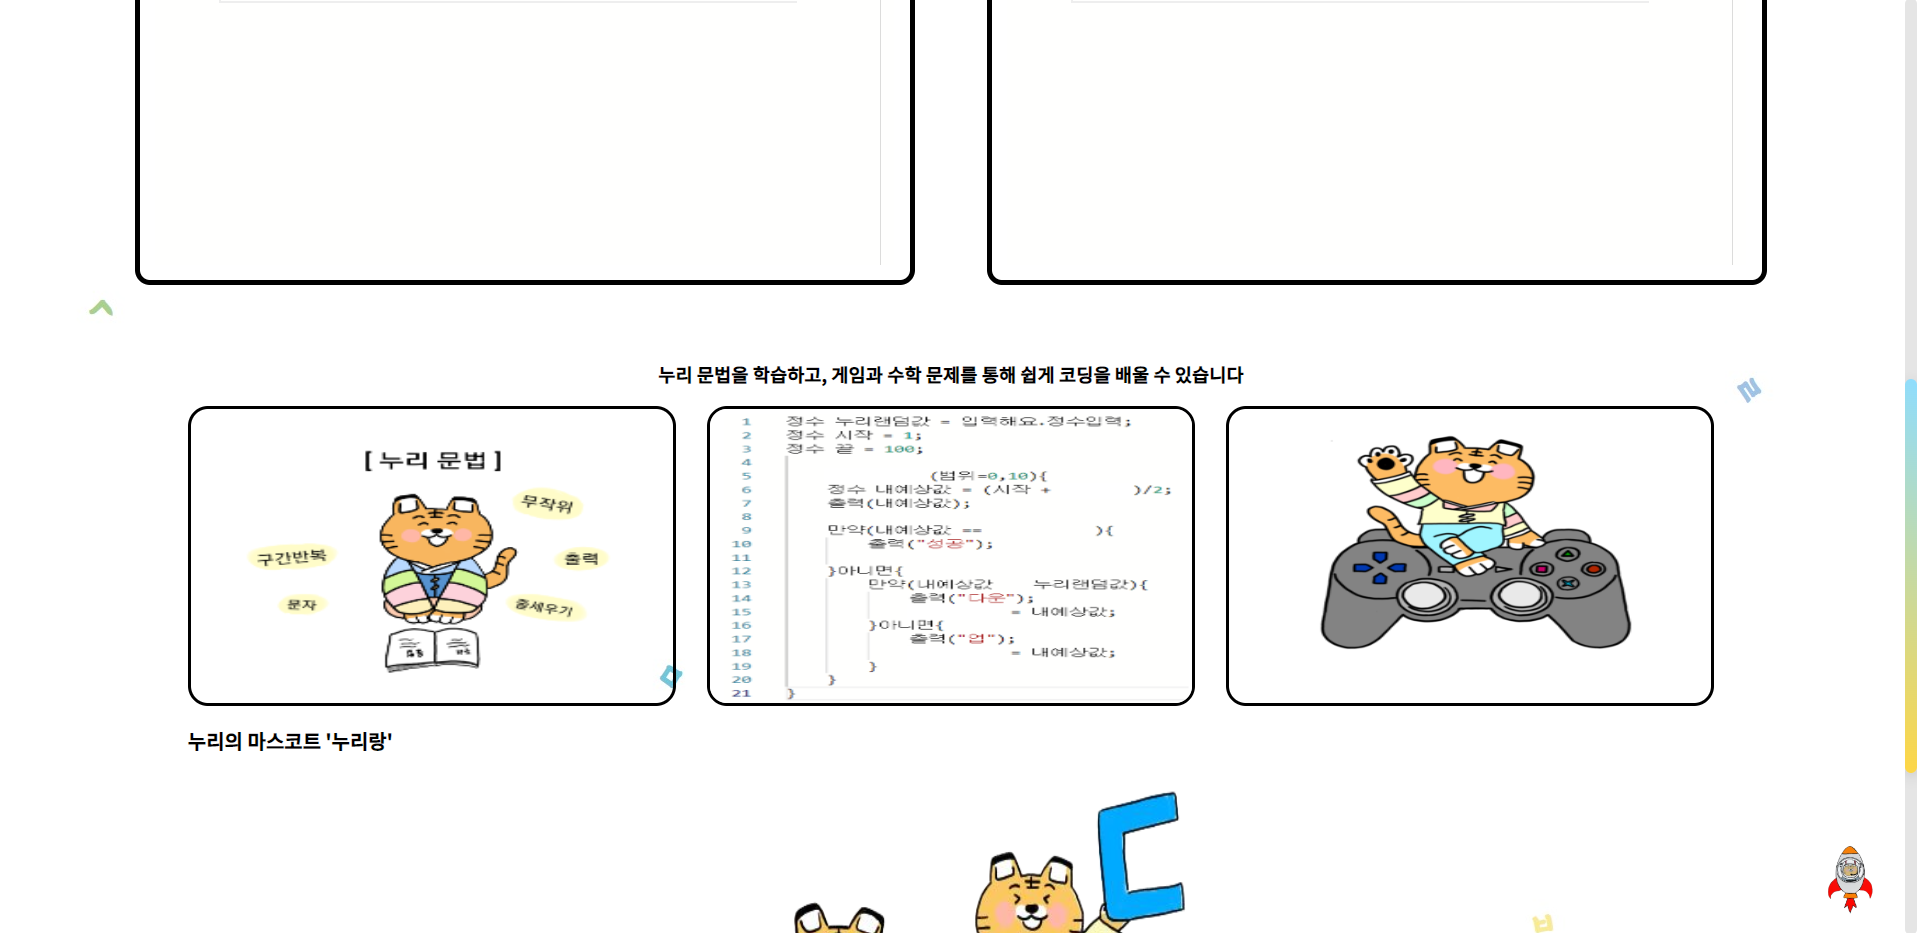 누리 문법을 학습하고, 게임과 수학 문제를 통해 쉽게 코딩을 배울 수 있습니다
[ 누리 문법 ]
무작위
구간반복
출력
문자
줄세우기
1 정수 누리랜덤값 = 입력해요.정수입력;
2 정수 시작 = 1;
3 정수 끝 = 100;
4
5 (범위=0,10){
6 정수 내예상값 = (시작 + )/2;
7 출력(내예상값);
8
9 만약(내예상값 == ){
10 출력("성공");
11
12 }아니면{
13 만약(내예상값 누리랜덤값){
14 출력("다운");
15 = 내예상값;
16 }아니면{
17 출력("업");
18 = 내예상값;
19 }
20 }
21 }
누리의 마스코트 '누리랑'